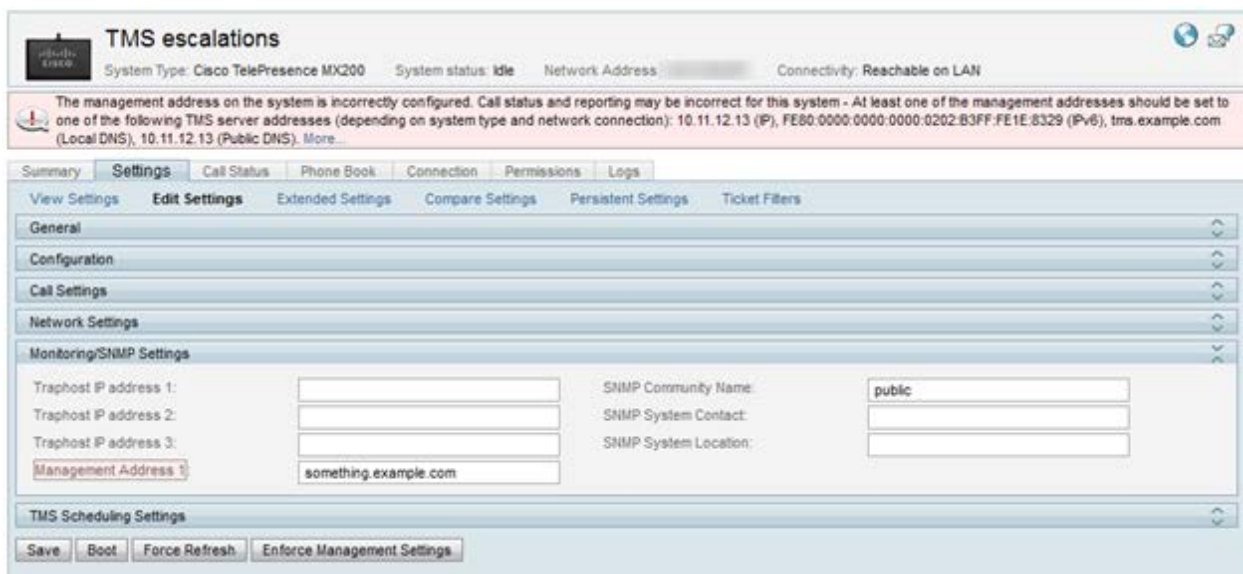 TMS escalations
System Type: Cisco TelePresence MX200 System status: Idle Network Address Connectivity: Reachable on LAN
The management address on the system is incorrectly configured. Call status and reporting may be incorrect for this system - At least one of the management addresses should be set to
one of the following TMS server addresses (depending on system type and network connection): 10.11.12.13 (IP), FE80:0000:0000:0000:0202:B3FF:FE1E:8329 (IPv6), tms.example.com
(Local DNS), 10.11.12.13 (Public DNS). More...
Summary Settings Call Status Phone Book Connection Permissions Logs
View Settings Edit Settings Extended Settings Compare Settings Persistent Settings Ticket Filters
General
Configuration
Call Settings
Network Settings
Monitoring/SNMP Settings
Traphost IP address 1: SNMP Community Name: public
Traphost IP address 2: SNMP System Contact:
Traphost IP address 3: SNMP System Location:
Management Address 1: something.example.com
TMS Scheduling Settings
Save Boot Force Refresh Enforce Management Settings